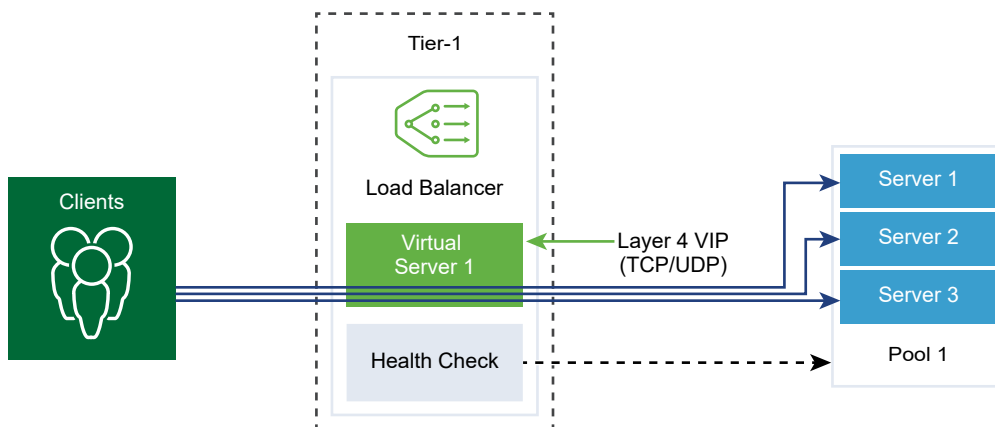 Tier-1
Load Balancer
Clients
Virtual
Server 1
Layer 4 VIP
(TCP/UDP)
Health Check
Server 1
Server 2
Server 3
Pool 1